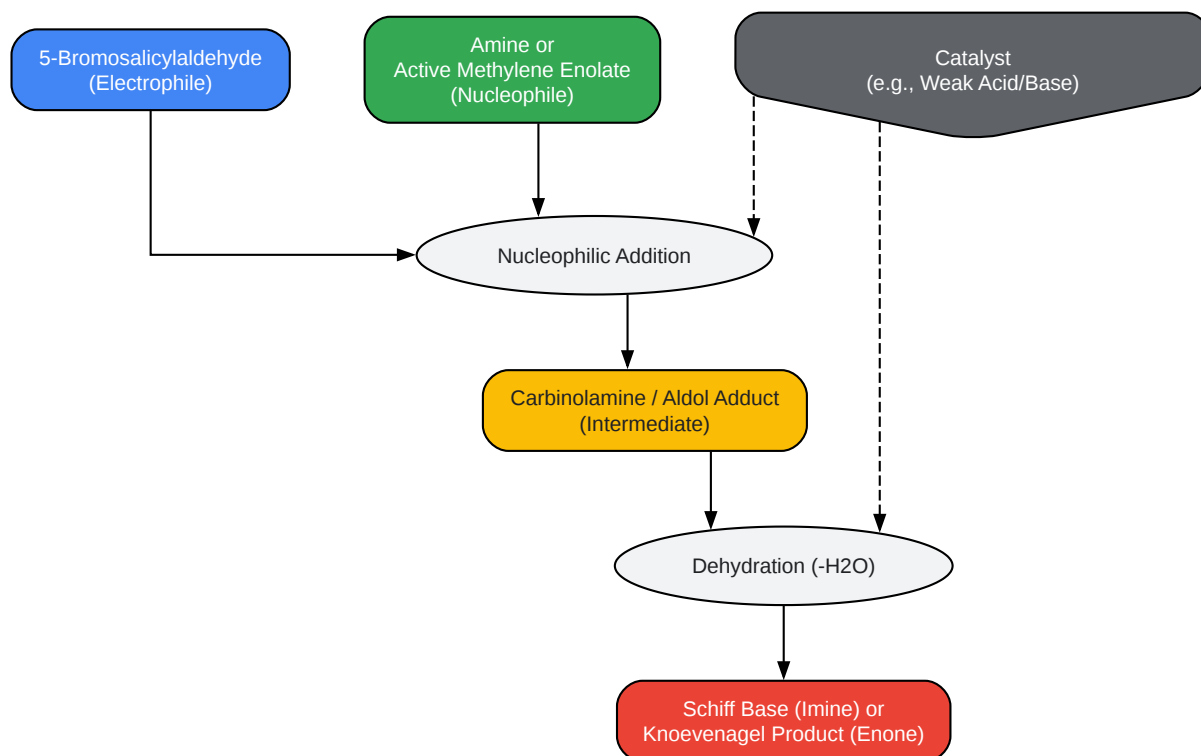 5-Bromosalicylaldehyde
(Electrophile)
Amine or
Active Methylene Enolate
(Nucleophile)
Catalyst
(e.g., Weak Acid/Base)
Nucleophilic Addition
Carbinolamine / Aldol Adduct
(Intermediate)
Dehydration (-H2O)
Schiff Base (Imine) or
Knoevenagel Product (Enone)